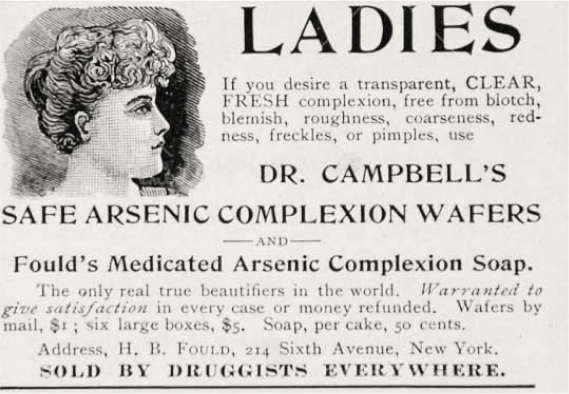 LADIES
If you desire a transparent, CLEAR,
FRESH complexion, free from blotch,
blemish, roughness, coarseness, red-
ness, freckles, or pimples, use
DR. CAMPBELL'S
SAFE ARSENIC COMPLEXION WAFERS
—AND—
Fould's Medicated Arsenic Complexion Soap.
The only real true beautifiers in the world. Warranted to
give satisfaction in every case or money refunded. Wafers by
mail, $1 ; six large boxes, $5. Soap, per cake, 50 cents.
Address, H. B. FOULD, 214 Sixth Avenue, New York.
SOLD BY DRUGGISTS EVERYWHERE.